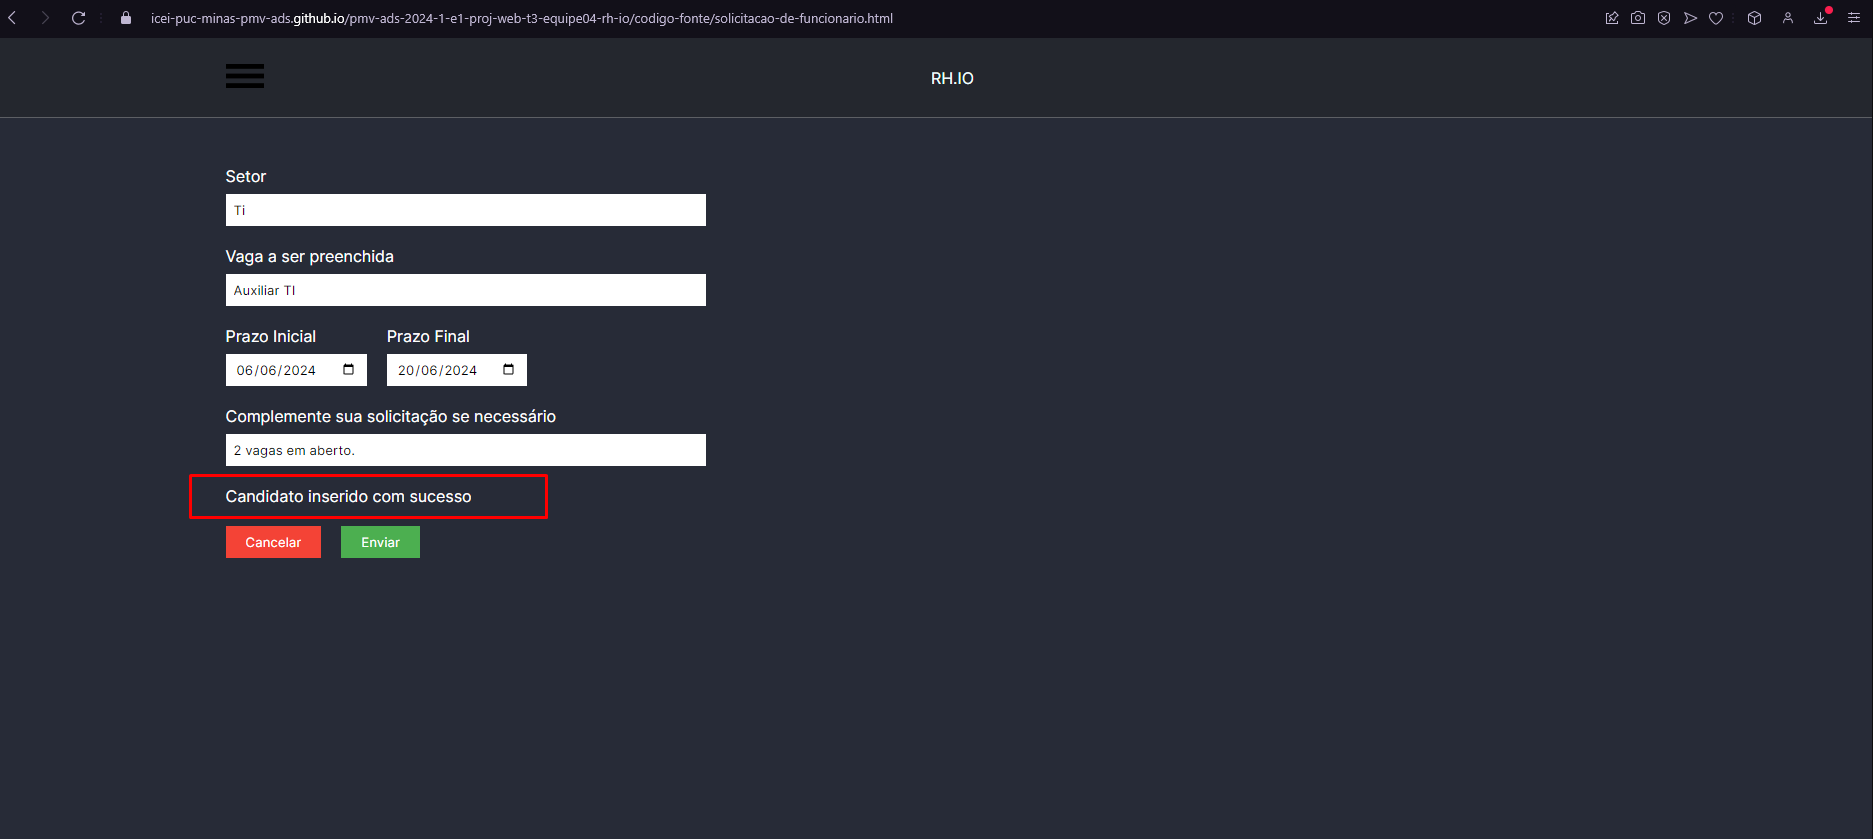 icei-puc-minas-pmv-ads.github.io/pmv-ads-2024-1-e1-proj-web-t3-equipe04-rh-io/codigo-fonte/solicitacao-de-funcionario.html
RH.IO
Setor
Ti
Vaga a ser preenchida
Auxiliar TI
Prazo Inicial Prazo Final
06/06/2024 20/06/2024
Complemente sua solicitação se necessário
2 vagas em aberto.
Candidato inserido com sucesso
Cancelar Enviar